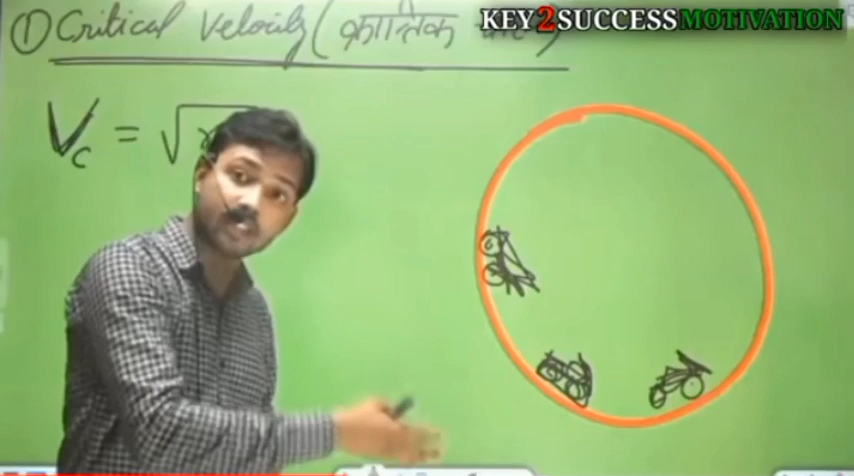 KEY2SUCCESSMOTIVATION
① Critical Velocity (क्रान्तिक
Vc = √